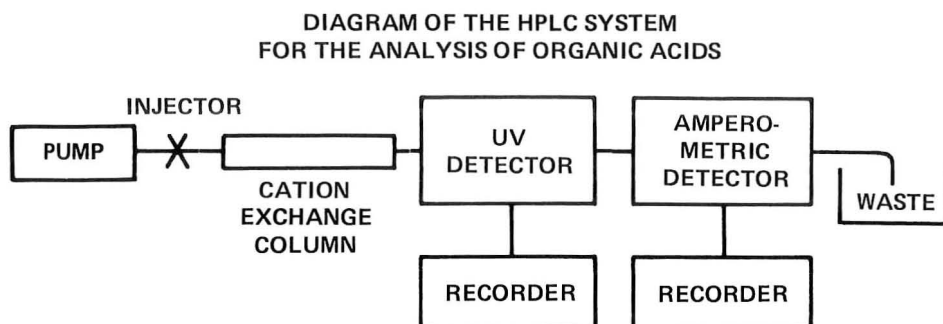 DIAGRAM OF THE HPLC SYSTEM
FOR THE ANALYSIS OF ORGANIC ACIDS
INJECTOR
PUMP
CATION
EXCHANGE
COLUMN
UV
DETECTOR
AMPERO-
METRIC
DETECTOR
WASTE
RECORDER
RECORDER